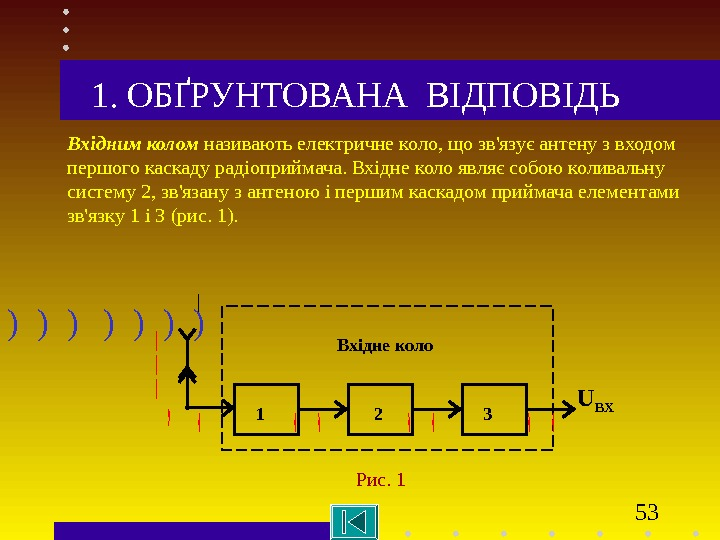 1. ОБҐРУНТОВАНА ВІДПОВІДЬ
Вхідним колом називають електричне коло, що зв'язує антену з входом
першого каскаду радіоприймача. Вхідне коло являє собою коливальну
систему 2, зв'язану з антеною і першим каскадом приймача елементами
зв'язку 1 і 3 (рис. 1).
) ) ) ) ) ) )
Вхідне коло
1 2 3 UВХ
Рис. 1
53